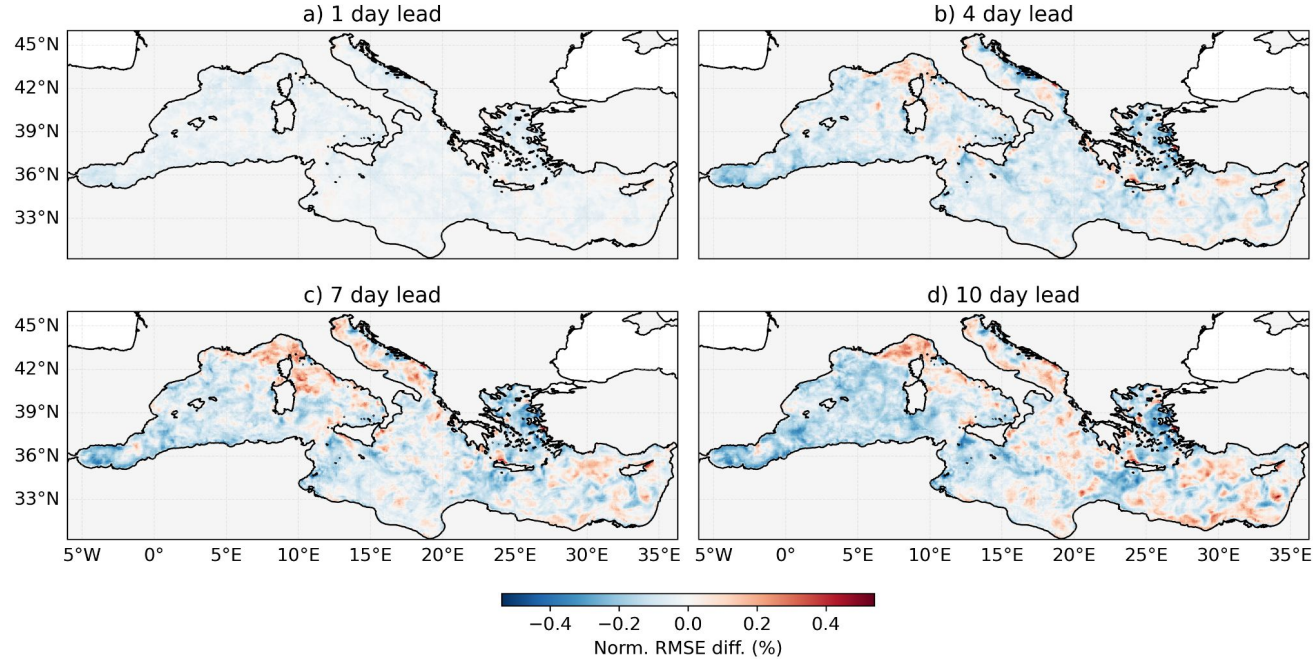 a) 1 day lead
b) 4 day lead
45°N
42°N
39°N
36°N
33°N
c) 7 day lead
d) 10 day lead
45°N
42°N
39°N
36°N
33°N
5°W 0° 5°E 10°E 15°E 20°E 25°E 30°E 35°E
5°W 0° 5°E 10°E 15°E 20°E 25°E 30°E 35°E
−0.4 −0.2 0.0 0.2 0.4
Norm. RMSE diff. (%)